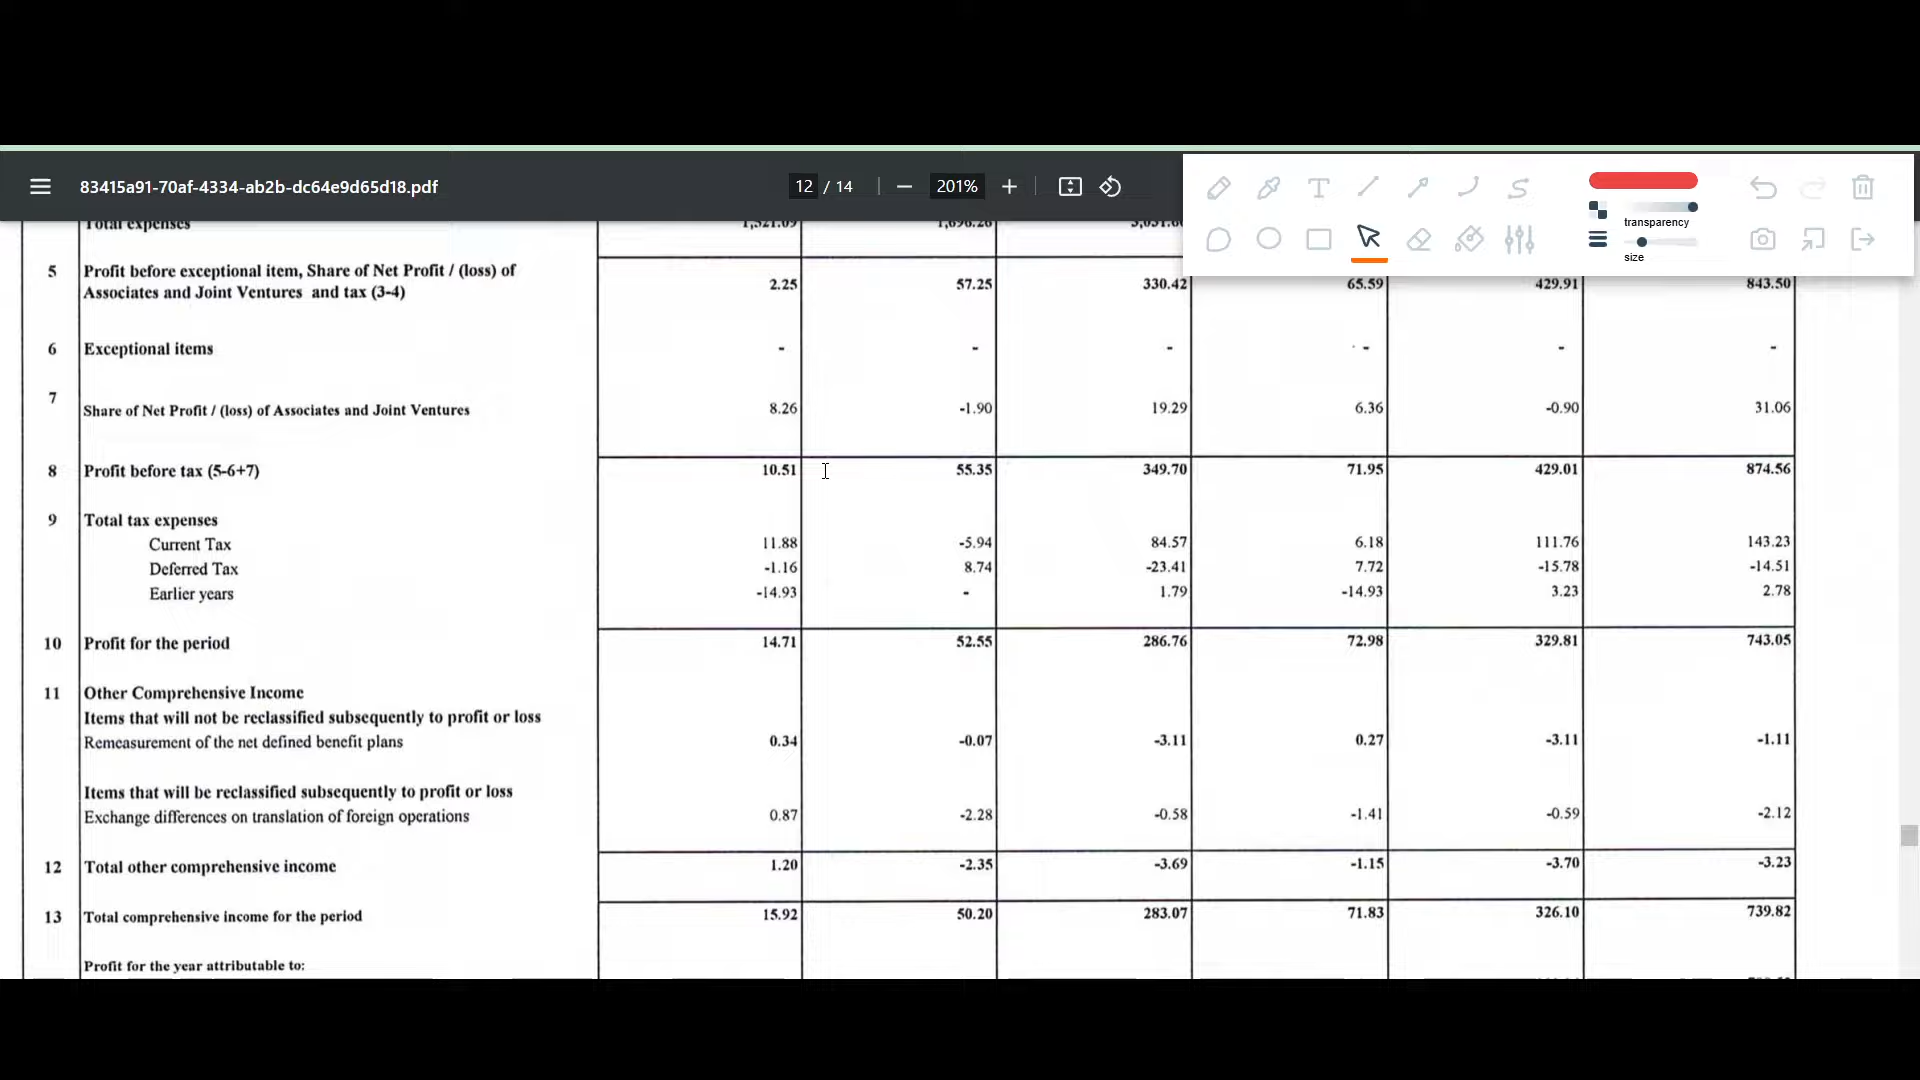 83415a91-70af-4334-ab2b-dc64e9d65d18.pdf 12 / 14 201%
transparency
size
Total expenses 1,521.09 1,696.26
5 Profit before exceptional item, Share of Net Profit / (loss) of
Associates and Joint Ventures and tax (3-4) 2.25 57.25 330.42 65.59 429.91 843.50
6 Exceptional items - - - - - -
7 Share of Net Profit / (loss) of Associates and Joint Ventures 8.26 -1.90 19.29 6.36 -0.90 31.06
8 Profit before tax (5-6+7) 10.51 55.35 349.70 71.95 429.01 874.56
9 Total tax expenses
Current Tax 11.88 -5.94 84.57 6.18 111.76 143.23
Deferred Tax -1.16 8.74 -23.41 7.72 -15.78 -14.51
Earlier years -14.93 - 1.79 -14.93 3.23 2.78
10 Profit for the period 14.71 52.55 286.76 72.98 329.81 743.05
11 Other Comprehensive Income
Items that will not be reclassified subsequently to profit or loss
Remeasurement of the net defined benefit plans 0.34 -0.07 -3.11 0.27 -3.11 -1.11
Items that will be reclassified subsequently to profit or loss
Exchange differences on translation of foreign operations 0.87 -2.28 -0.58 -1.41 -0.59 -2.12
12 Total other comprehensive income 1.20 -2.35 -3.69 -1.15 -3.70 -3.23
13 Total comprehensive income for the period 15.92 50.20 283.07 71.83 326.10 739.82
Profit for the year attributable to: